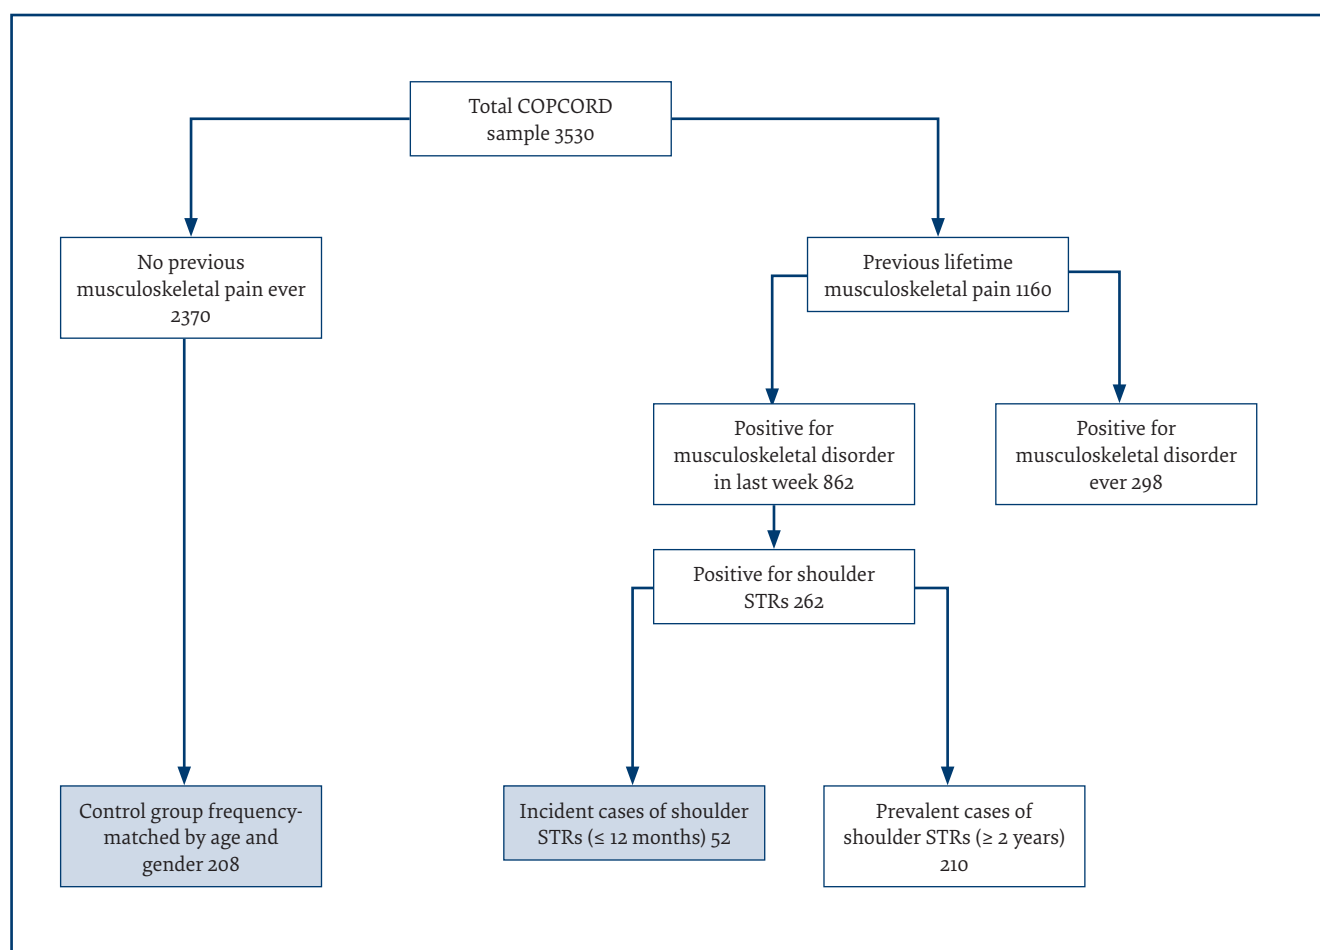 Total COPCORD
sample 3530
No previous
musculoskeletal pain ever
2370
Previous lifetime
musculoskeletal pain 1160
Positive for
musculoskeletal disorder
in last week 862
Positive for
musculoskeletal disorder
ever 298
Positive for shoulder
STRs 262
Control group frequency-
matched by age and
gender 208
Incident cases of shoulder
STRs (≤ 12 months) 52
Prevalent cases of
shoulder STRs (≥ 2 years)
210